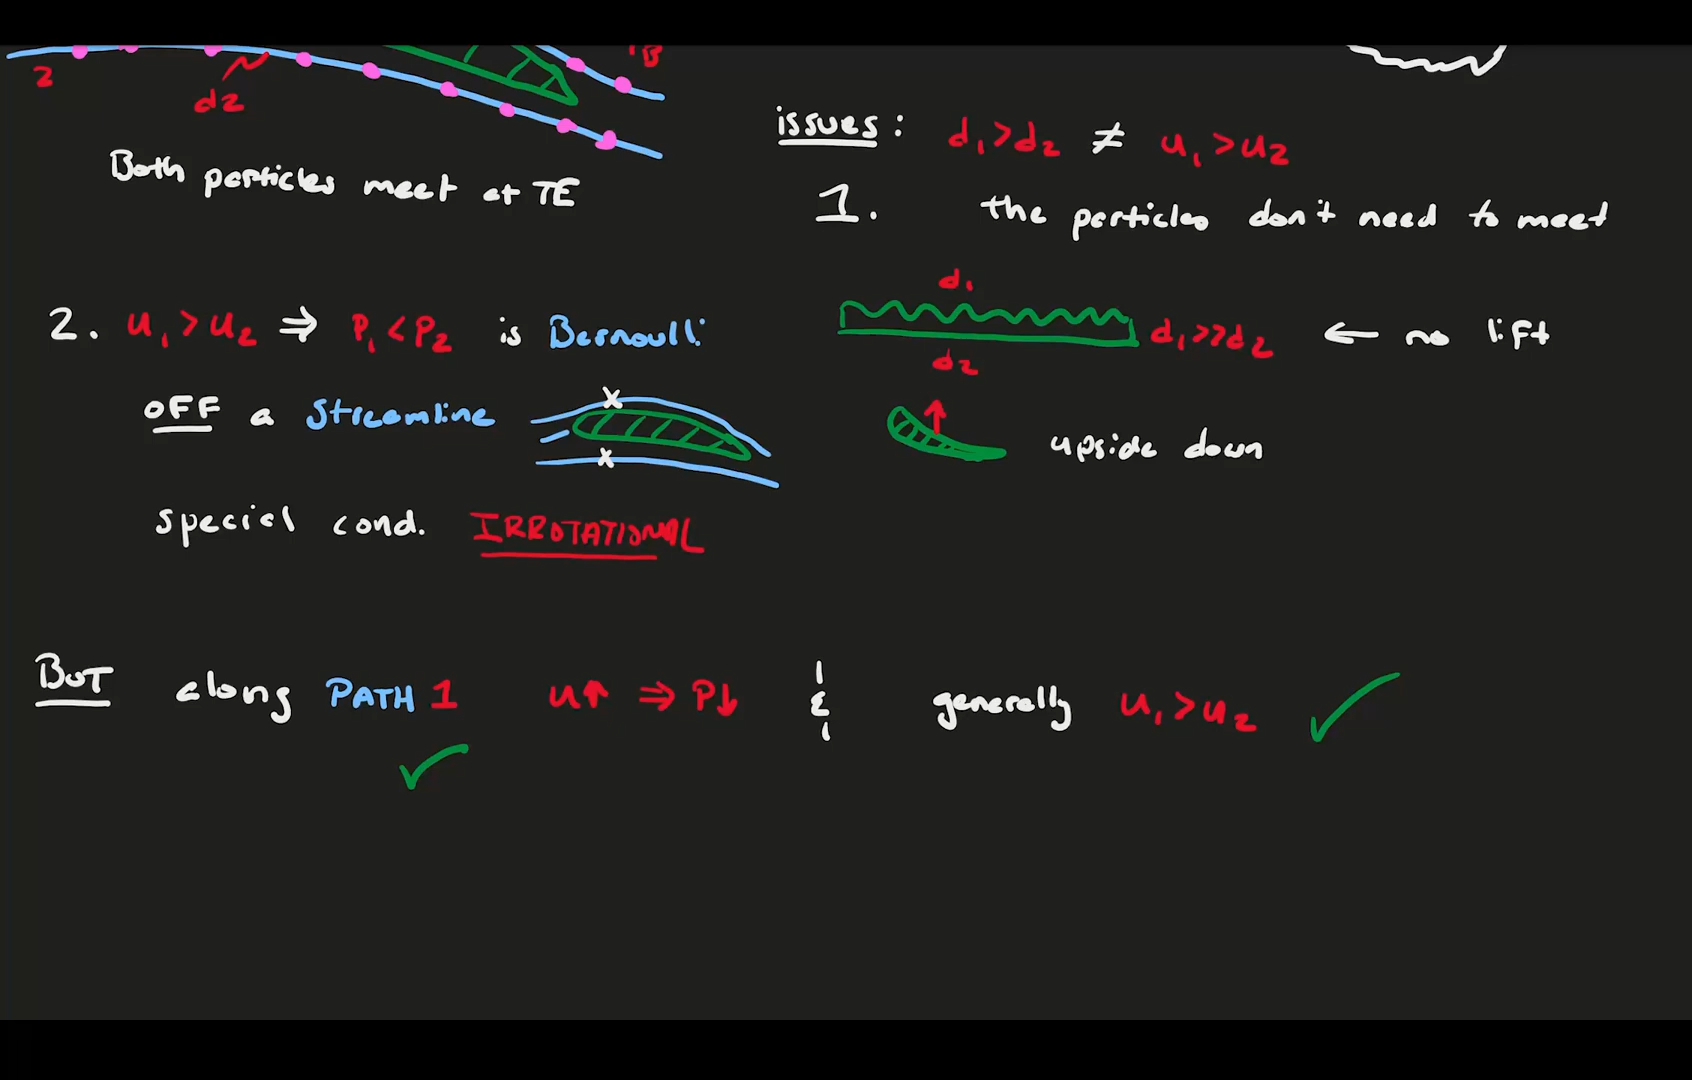 2
d2
1B
Both particles meet at TE
issues: d₁>d₂ ≠ u₁>u₂
1. the particles don't need to meet
d₁
d₁>>d₂ ← no lift
d₂
upside down
2. u₁>u₂ ⇒ P₁<P₂ is Bernoulli
OFF a streamline
x
x
special cond. IRROTATIONAL
BUT along PATH 1 u↑ ⇒ P↓ & generally u₁>u₂ ✓
✓